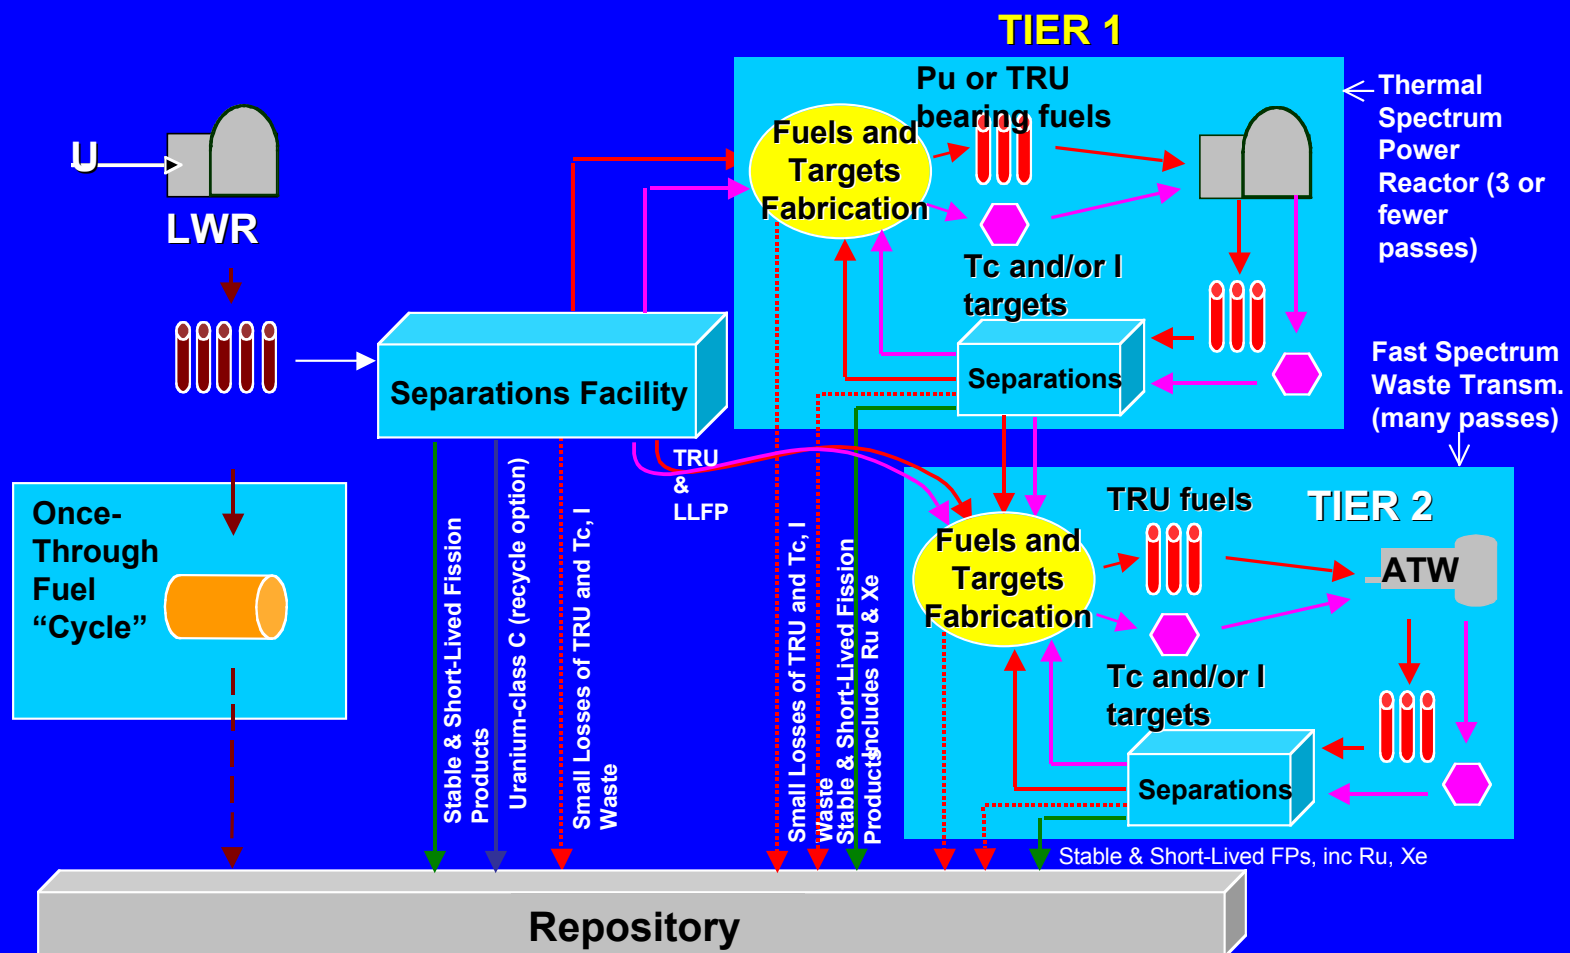 TIER 1
Pu or TRU
bearing fuels
Thermal
Spectrum
Power
Reactor (3 or
fewer
passes)
Fuels and
Targets
Fabrication
U
LWR
Tc and/or I
targets
Separations
Separations Facility
Fast Spectrum
Waste Transm.
(many passes)
TRU
&
LLFP
Once-
Through
Fuel
“Cycle”
TIER 2
TRU fuels
Fuels and
Targets
Fabrication
ATW
Tc and/or I
targets
Separations
Stable & Short-Lived Fission
Products
Uranium-class C (recycle option)
Small Losses of TRU and Tc, I
Waste
Small Losses of TRU and Tc, I
Waste
Stable & Short-Lived Fission
Products Includes Ru & Xe
Stable & Short-Lived FPs, inc Ru, Xe
Repository